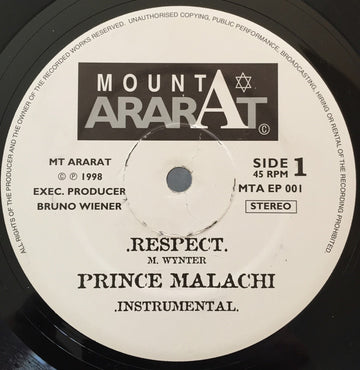 ALL RIGHTS OF THE PRODUCER AND THE OWNER OF THE RECORDED WORKS RESERVED. UNAUTHORISED COPYING, PUBLIC PERFORMANCE, BROADCASTING, HIRING OR RENTAL OF THE RECORDING PROHIBITED
MOUNT
ARARAT ©
MT ARARAT
© ℗ 1998
EXEC. PRODUCER
BRUNO WIENER
SIDE 1
45 RPM
MTA EP 001
STEREO
.RESPECT.
M. WYNTER
PRINCE MALACHI
.INSTRUMENTAL.